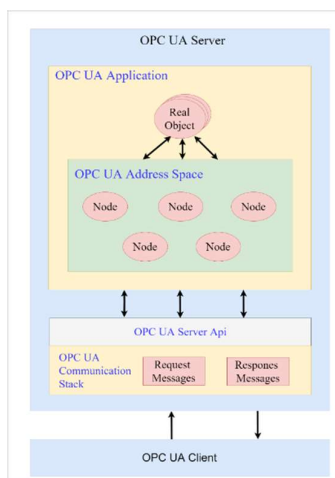 OPC UA Server
OPC UA Application
Real
Object
OPC UA Address Space
Node
Node
Node
Node
Node
OPC UA Server Api
OPC UA
Communication
Stack
Request
Messages
Respones
Messages
OPC UA Client